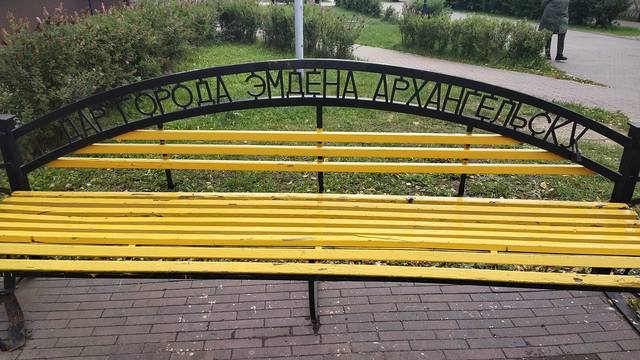 ДАР ГОРОДА ЭМДЕНА АРХАНГЕЛЬСКУ